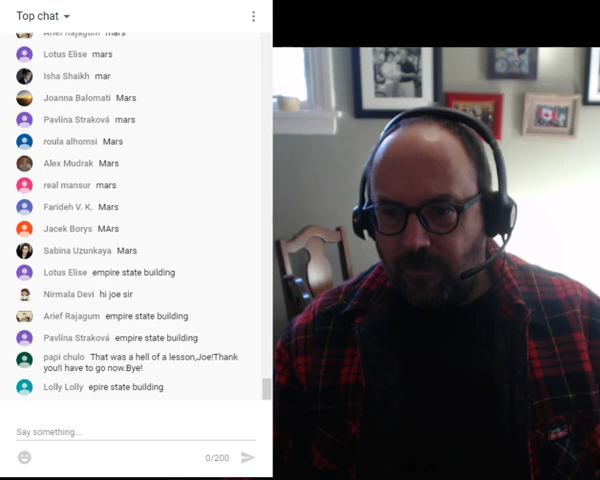 Top chat
Arief Rajagum mars
Lotus Elise mars
Isha Shaikh mar
Joanna Balomati Mars
Pavlína Straková mars
roula alhomsi Mars
Alex Mudrak Mars
real mansur mars
Farideh V. K. Mars
Jacek Borys MArs
Sabina Uzunkaya Mars
Lotus Elise empire state building
Nirmala Devi hi joe sir
Arief Rajagum empire state building
Pavlína Straková empire state building
papi chulo That was a hell of a lesson,Joe!Thank
you!I have to go now.Bye!
Lolly Lolly epire state building
Say something...
0/200